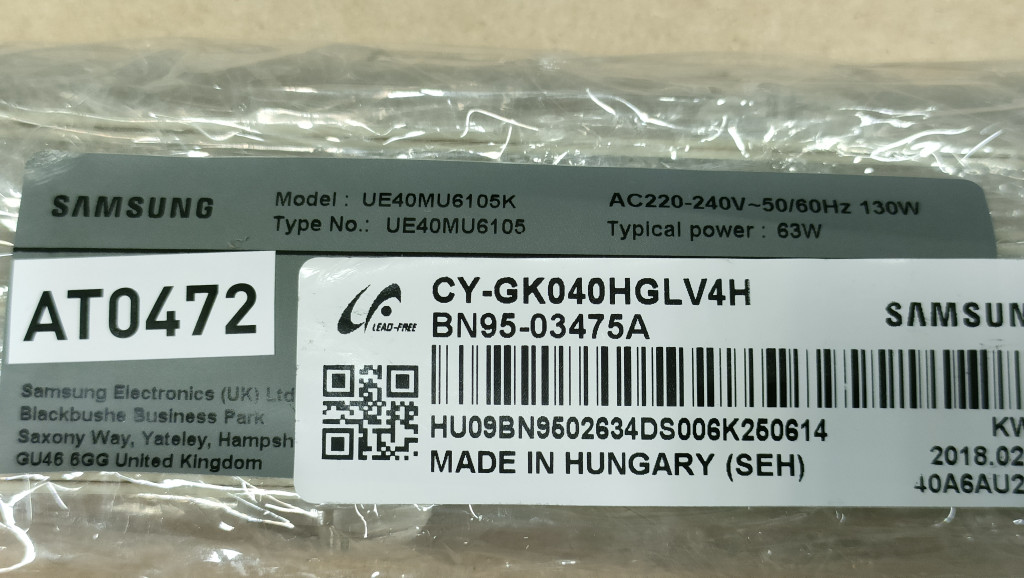 SAMSUNG
Model : UE40MU6105K
Type No.: UE40MU6105
AC220-240V~50/60Hz 130W
Typical power : 63W
AT0472
Samsung Electronics (UK) Ltd
Blackbushe Business Park
Saxony Way, Yateley, Hampsh
GU46 6GG United Kingdom
LEAD-FREE
CY-GK040HGLV4H
BN95-03475A
SAMSUN
HU09BN9502634DS006K250614
MADE IN HUNGARY (SEH)
KW
2018.02
40A6AU2